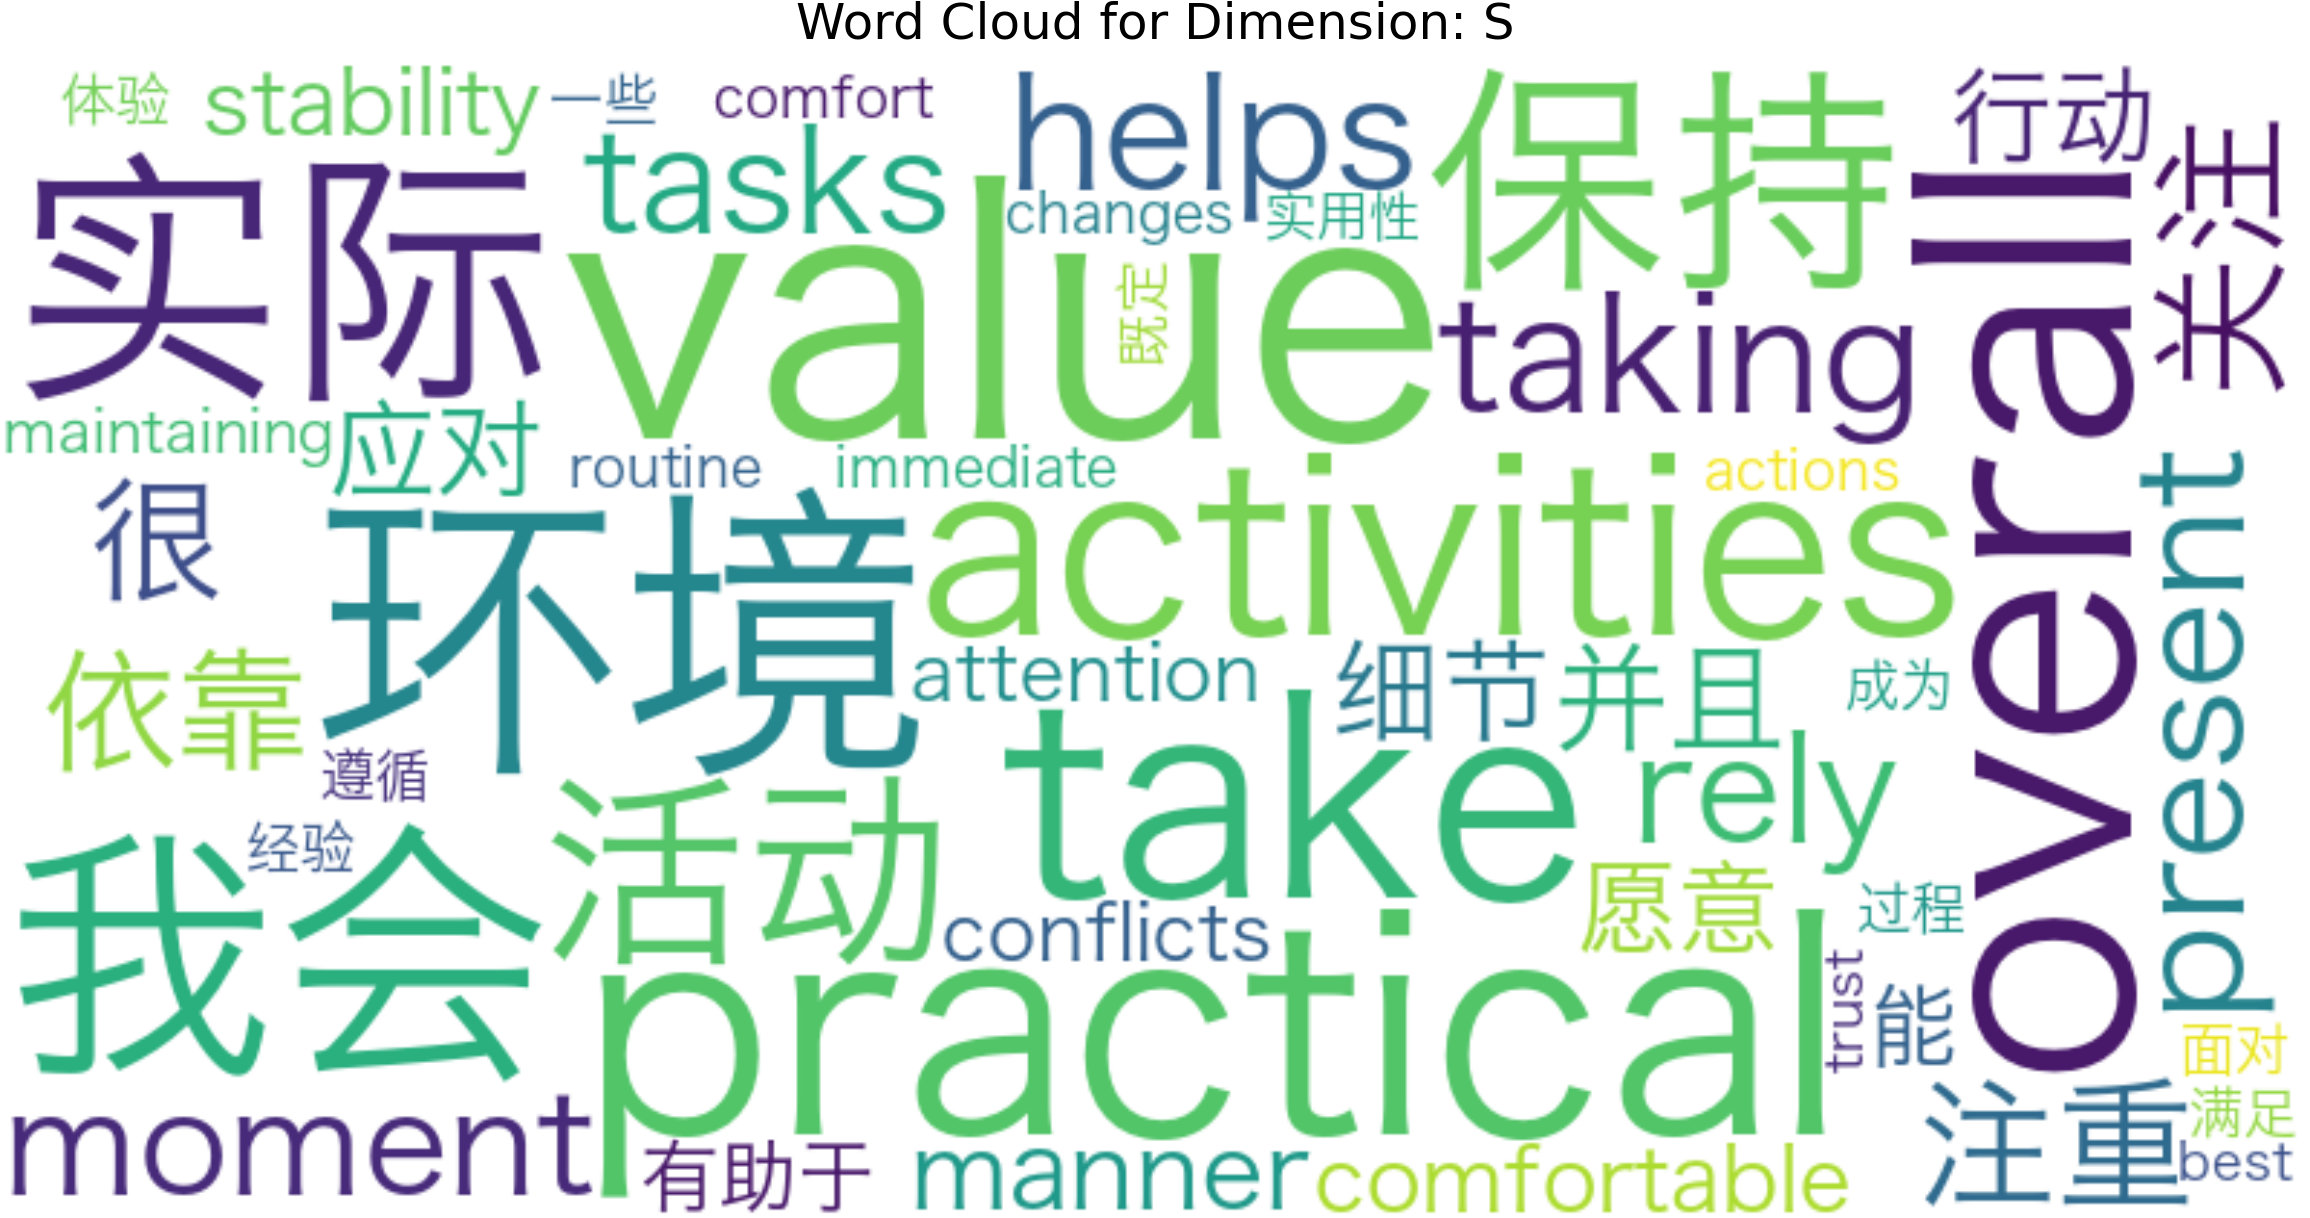 Word Cloud for Dimension: S
体验
stability
一些
comfort
helps
保持
行动
关注
实际
tasks
changes
实用性
value
既定
taking
overall
maintaining
应对
routine
immediate
actions
present
很
环境
activities
依靠
attention
细节
并且
成为
遵循
take
rely
我会
经验
活动
conflicts
愿意
过程
practical
trust
能
面对
moment
有助于
manner
comfortable
注重
满足
best